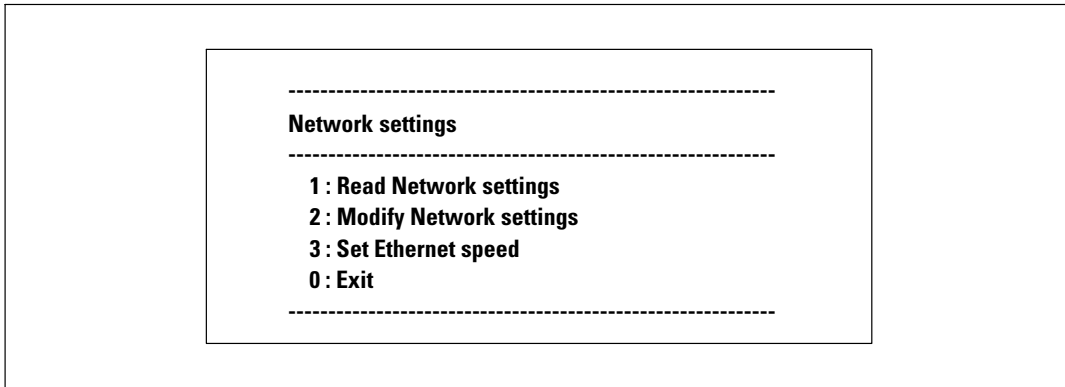 -------------------------------------------------------------
Network settings
-------------------------------------------------------------
1 : Read Network settings
2 : Modify Network settings
3 : Set Ethernet speed
0 : Exit
-------------------------------------------------------------